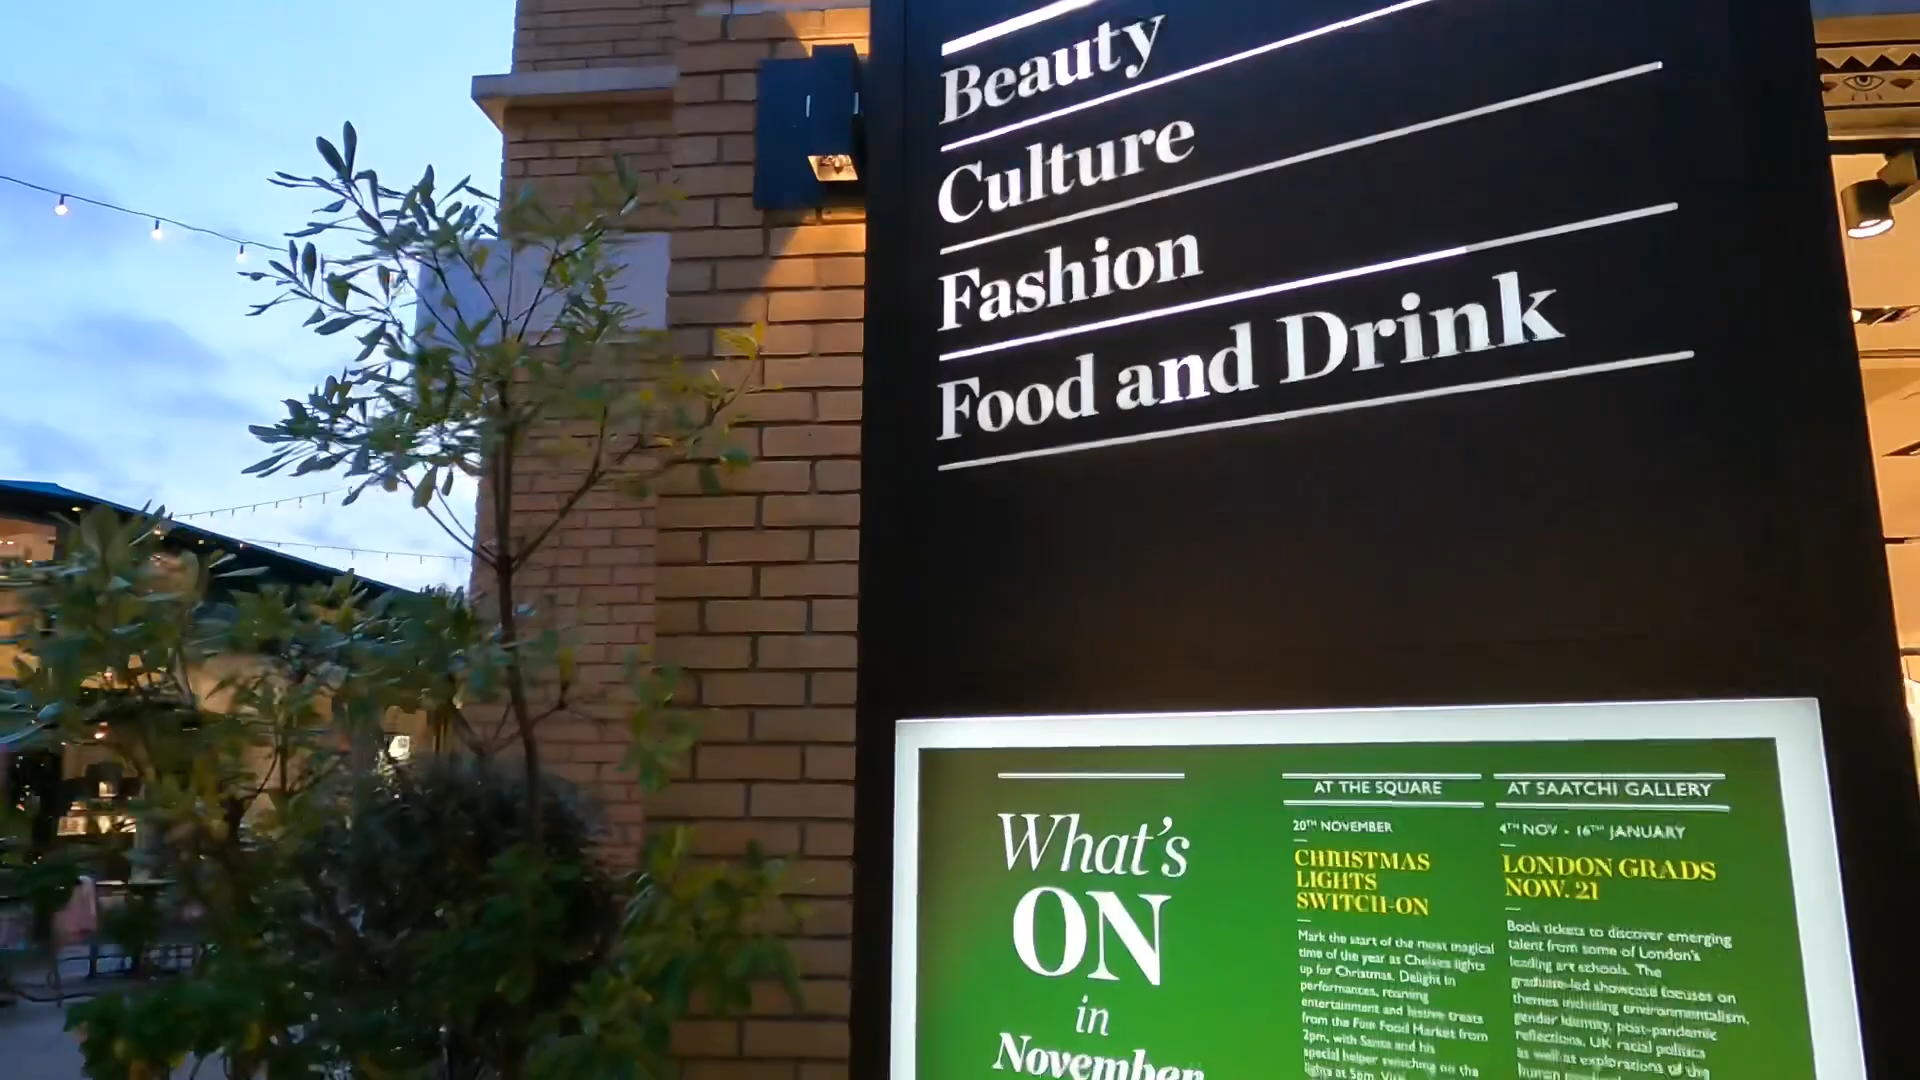 Beauty
Culture
Fashion
Food and Drink
What's
ON
in
November
AT THE SQUARE
20TH NOVEMBER
CHRISTMAS
LIGHTS
SWITCH-ON
Mark the start of the most magical
time of the year as Chelsea lights
up for Christmas. Delight in
performances, roaming
entertainment and festive treats
from the Fine Food Market from
2pm, with Santa and his
special helper switching on the
lights at 5pm.
AT SAATCHI GALLERY
4TH NOV - 16TH JANUARY
LONDON GRADS
NOW. 21
Book tickets to discover emerging
talent from some of London's
leading art schools. The
graduate-led showcase focuses on
themes including environmentalism,
gender identity, post-pandemic
reflections, UK racial politics
as well as explorations of the
human